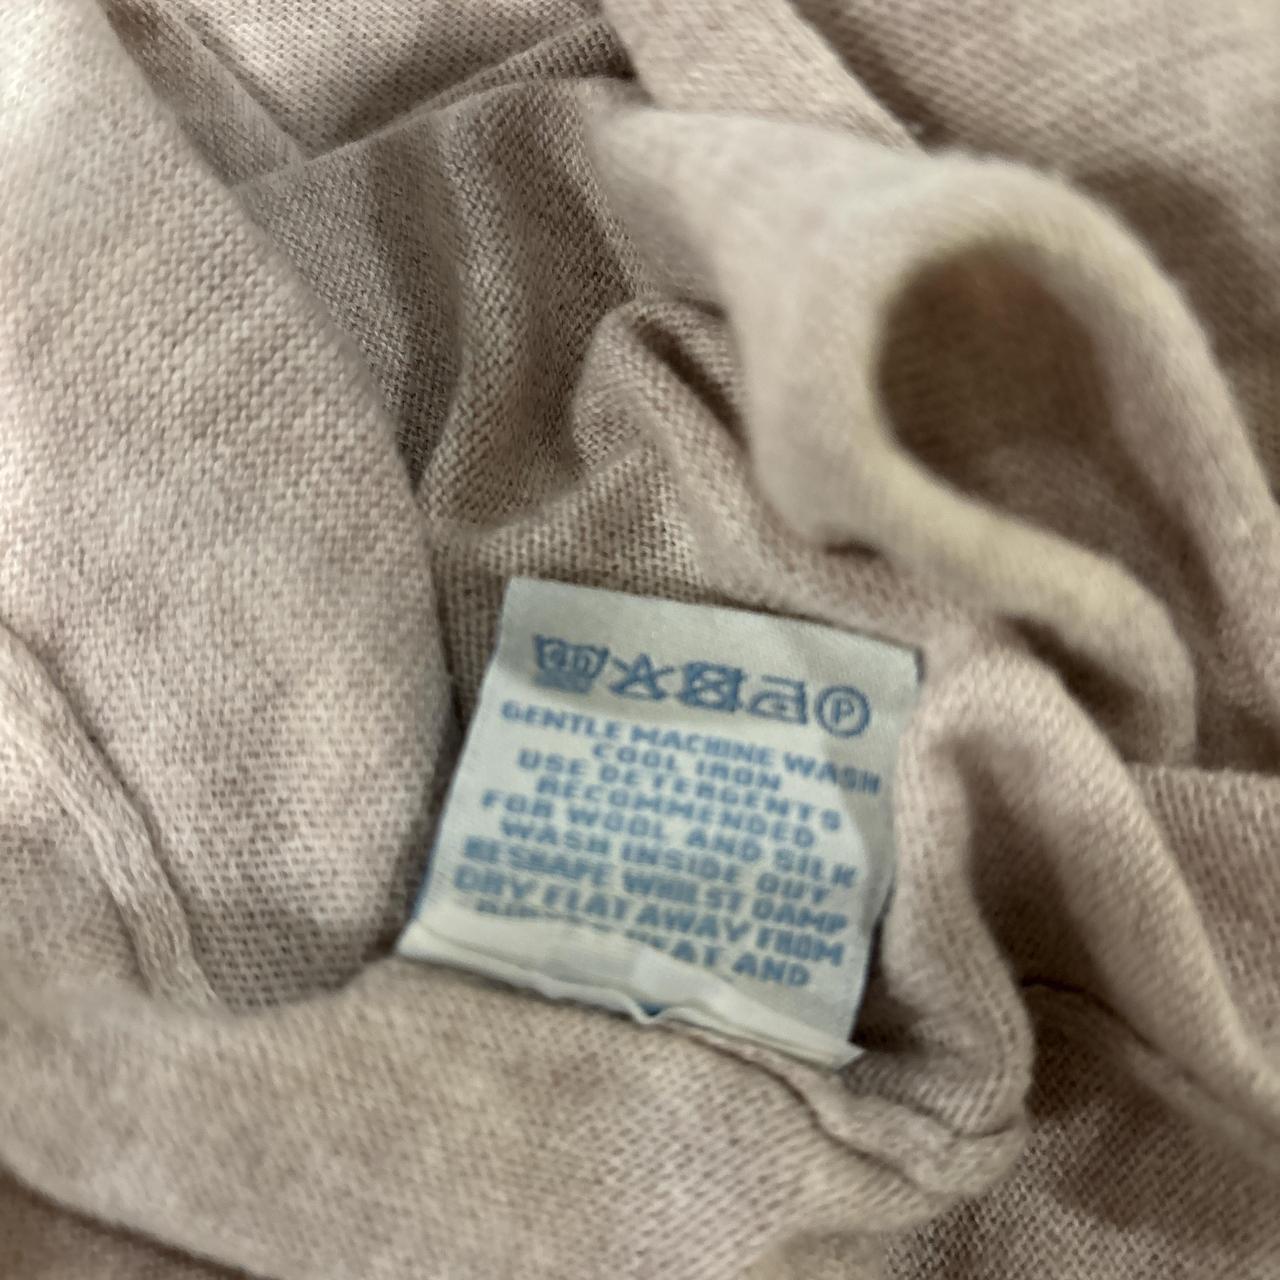 40
P
GENTLE MACHINE WASH
COOL IRON
USE DETERGENTS
RECOMMENDED
FOR WOOL AND SILK
WASH INSIDE OUT
RESHAPE WHILST DAMP
DRY FLAT AWAY FROM
HEAT AND